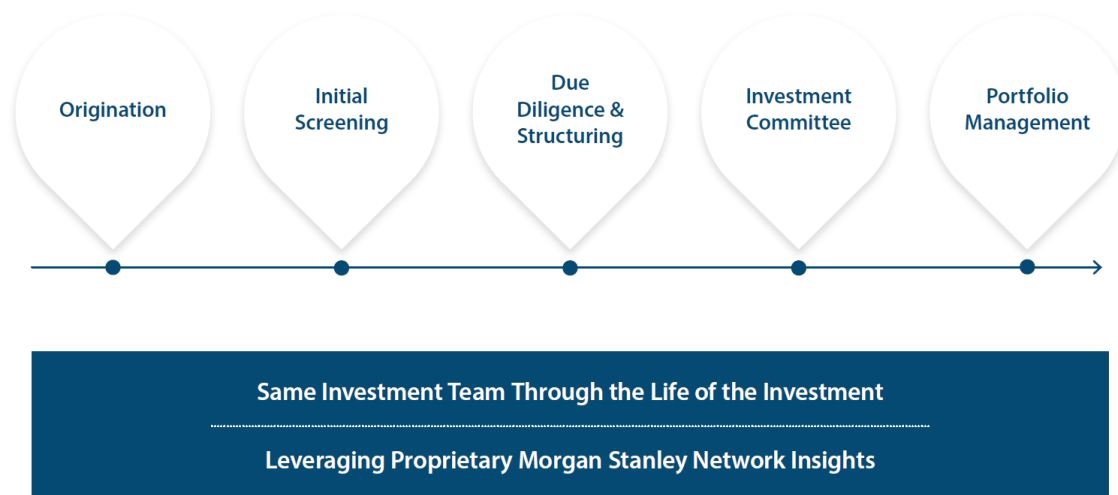 Origination
Initial
Screening
Due
Diligence &
Structuring
Investment
Committee
Portfolio
Management
Same Investment Team Through the Life of the Investment
Leveraging Proprietary Morgan Stanley Network Insights